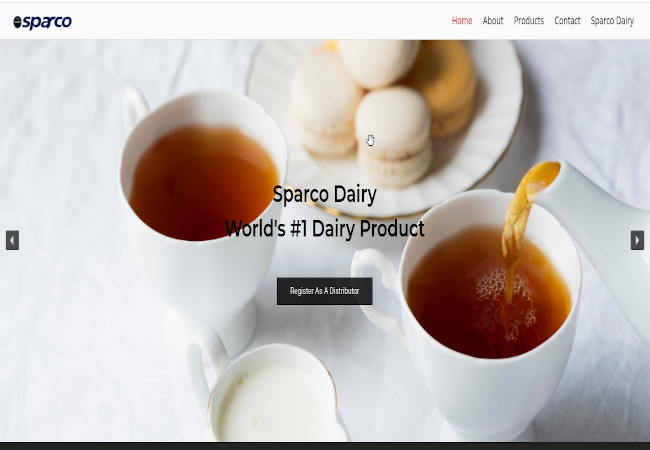 sparco
Home About Products Contact Sparco Dairy
Sparco Dairy
World's #1 Dairy Product
Register As A Distributor